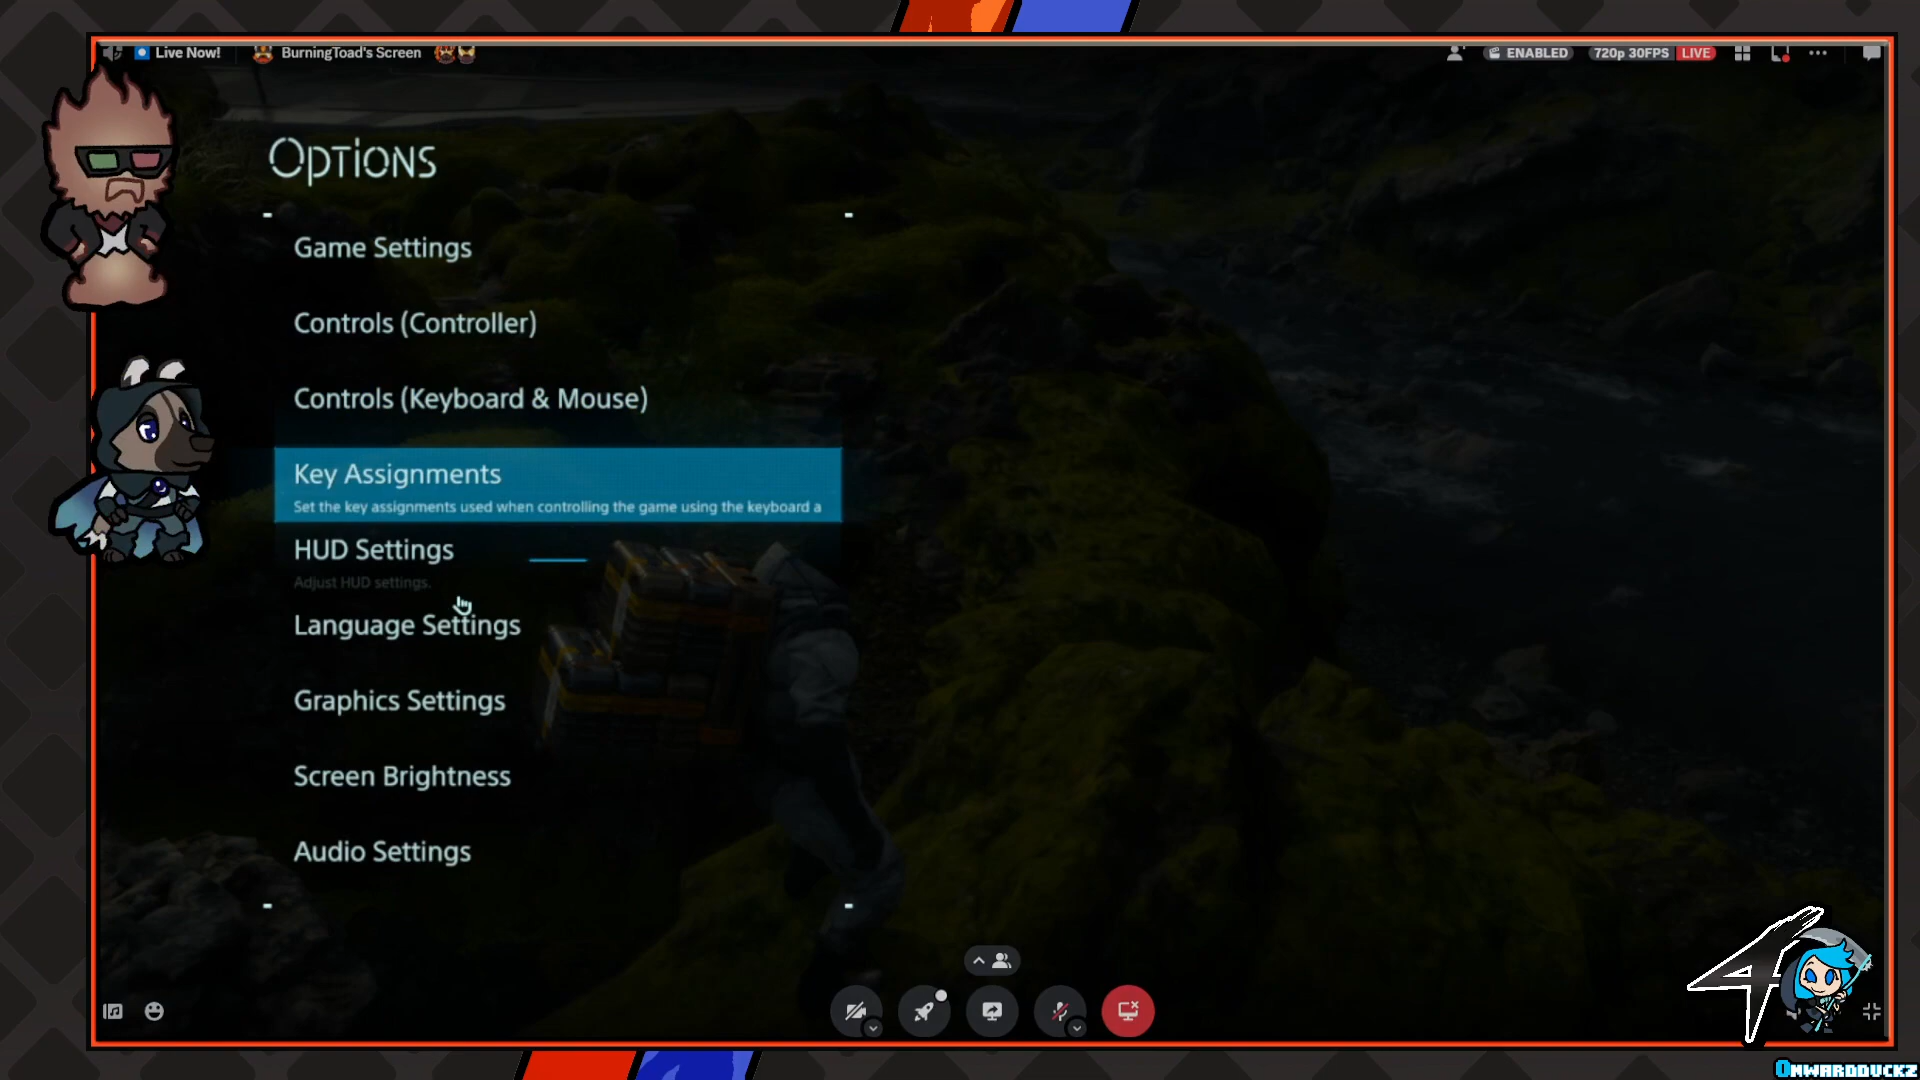 Live Now!
BurningToad's Screen
ENABLED
720p 30FPS LIVE
Options
Game Settings
Controls (Controller)
Controls (Keyboard & Mouse)
Key Assignments
Set the key assignments used when controlling the game using the keyboard a
HUD Settings
Adjust HUD settings.
Language Settings
Graphics Settings
Screen Brightness
Audio Settings
4
OnwardDuckz